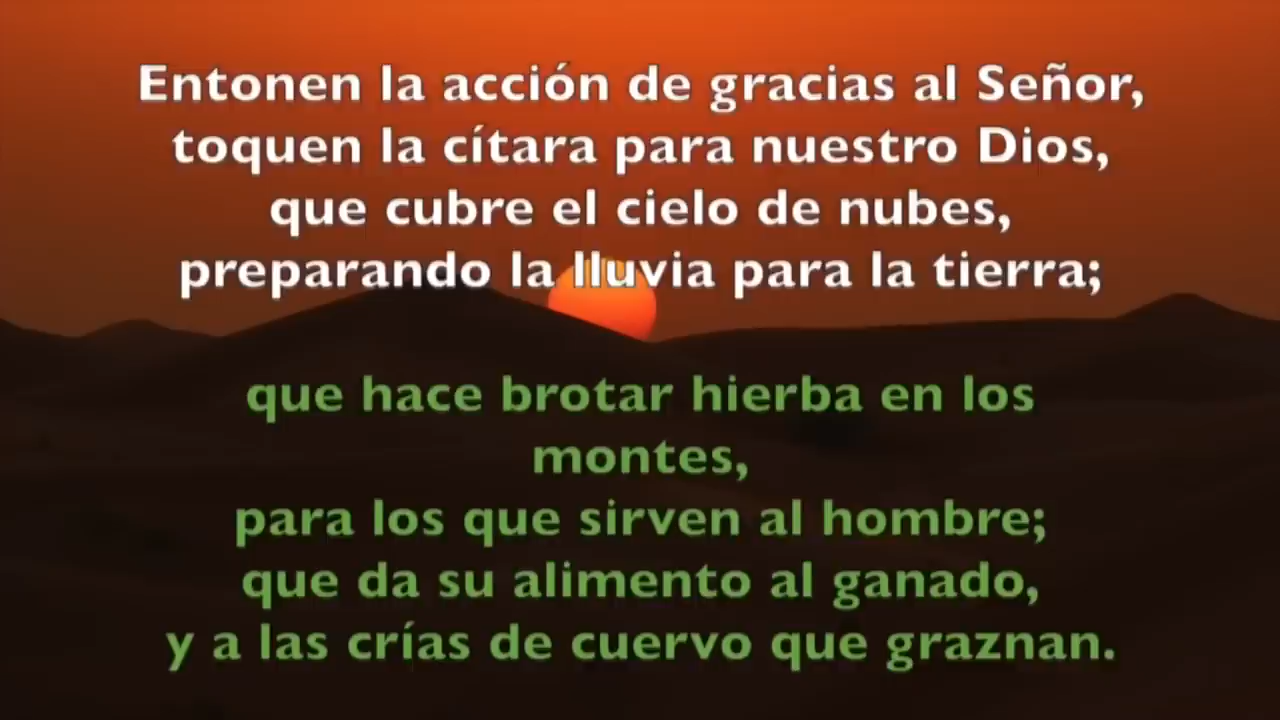 Entonen la acción de gracias al Señor,
toquen la cítara para nuestro Dios,
que cubre el cielo de nubes,
preparando la lluvia para la tierra;
que hace brotar hierba en los
montes,
para los que sirven al hombre;
que da su alimento al ganado,
y a las crías de cuervo que graznan.